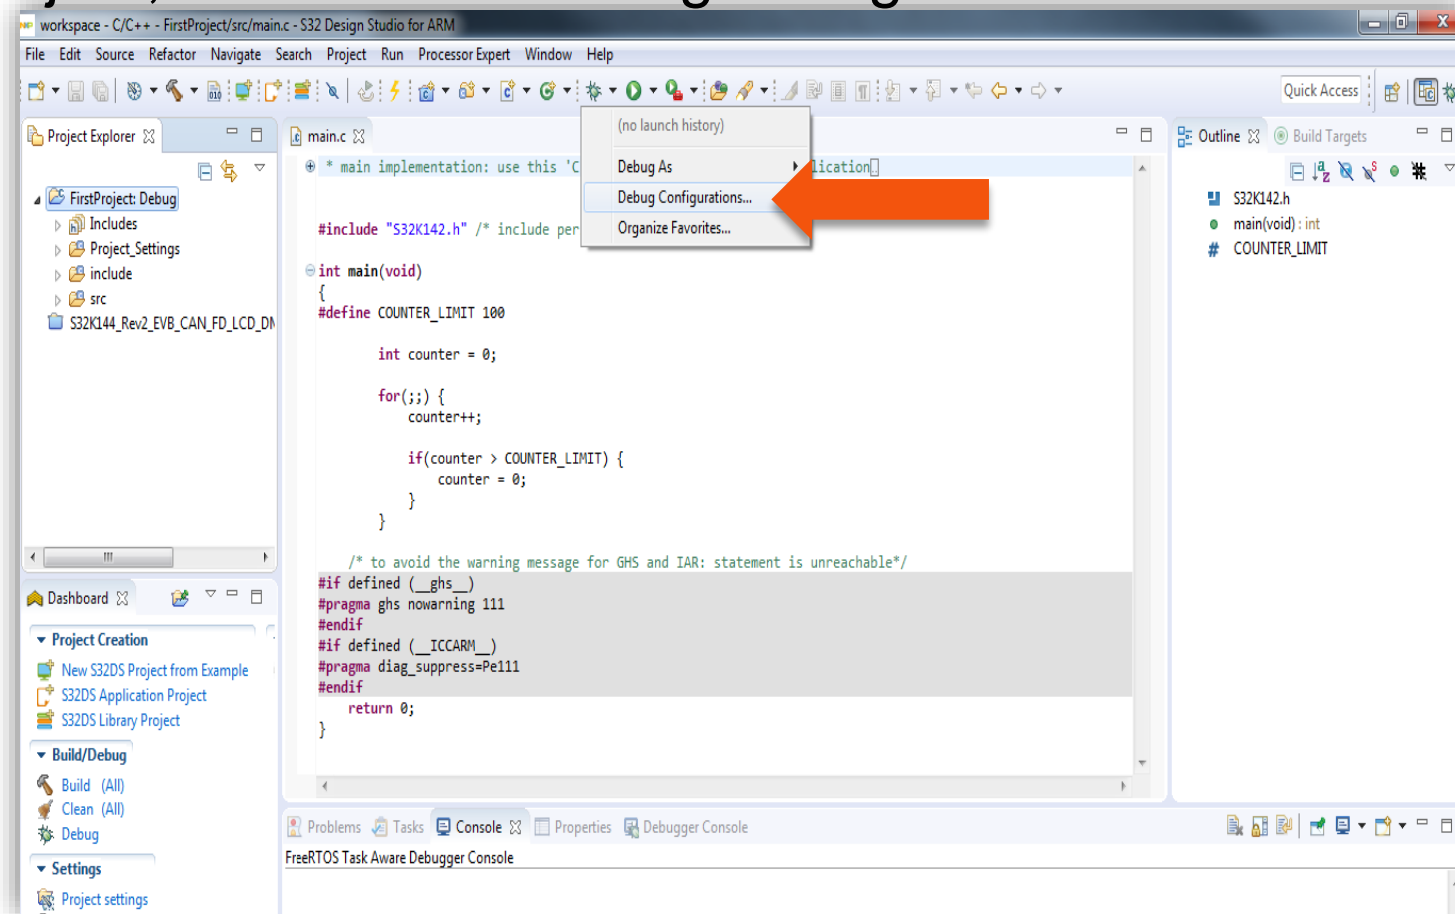 workspace - C/C++ - FirstProject/src/main.c - S32 Design Studio for ARM
File Edit Source Refactor Navigate Search Project Run Processor Expert Window Help
Quick Access
Project Explorer
FirstProject: Debug
Includes
Project_Settings
include
src
S32K144_Rev2_EVB_CAN_FD_LCD_DN
main.c
(no launch history)
Debug As
Debug Configurations...
Organize Favorites...
* main implementation: use this 'C
lication
#include "S32K142.h" /* include per
int main(void)
{
#define COUNTER_LIMIT 100
int counter = 0;
for(;;) {
counter++;
if(counter > COUNTER_LIMIT) {
counter = 0;
}
}
/* to avoid the warning message for GHS and IAR: statement is unreachable*/
#if defined (__ghs__)
#pragma ghs nowarning 111
#endif
#if defined (__ICCARM__)
#pragma diag_suppress=Pe111
#endif
return 0;
}
Outline Build Targets
S32K142.h
main(void) : int
COUNTER_LIMIT
Dashboard
Project Creation
New S32DS Project from Example
S32DS Application Project
S32DS Library Project
Build/Debug
Build (All)
Clean (All)
Debug
Settings
Project settings
Problems Tasks Console Properties Debugger Console
FreeRTOS Task Aware Debugger Console